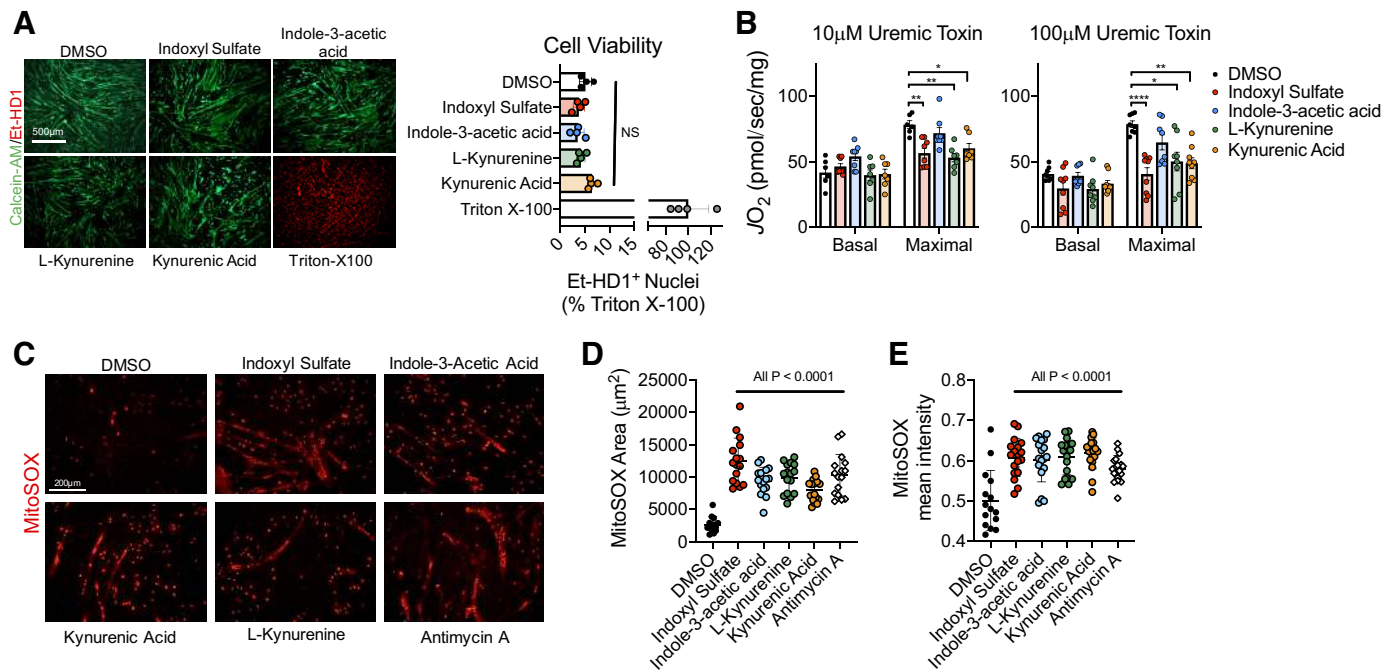 A
DMSO
Indoxyl Sulfate
Indole-3-acetic
acid
Calcein-AM/Et-HD1
500μm
L-Kynurenine
Kynurenic Acid
Triton-X100
Cell Viability
DMSO
Indoxyl Sulfate
Indole-3-acetic acid
L-Kynurenine
Kynurenic Acid
Triton X-100
NS
0
5
10
15
80
100
120
Et-HD1+ Nuclei
(% Triton X-100)
B
10μM Uremic Toxin
100μM Uremic Toxin
JO2 (pmol/sec/mg)
100
50
0
*
**
**
Basal
Maximal
100
50
0
**
*
****
Basal
Maximal
DMSO
Indoxyl Sulfate
Indole-3-acetic acid
L-Kynurenine
Kynurenic Acid
C
DMSO
Indoxyl Sulfate
Indole-3-Acetic Acid
MitoSOX
200μm
Kynurenic Acid
L-Kynurenine
Antimycin A
D
All P < 0.0001
MitoSOX Area (μm2)
25000
20000
15000
10000
5000
0
DMSO
Indoxyl Sulfate
Indole-3-acetic acid
L-Kynurenine
Kynurenic Acid
Antimycin A
E
All P < 0.0001
MitoSOX
mean intensity
0.8
0.7
0.6
0.5
0.4
DMSO
Indoxyl Sulfate
Indole-3-acetic acid
L-Kynurenine
Kynurenic Acid
Antimycin A